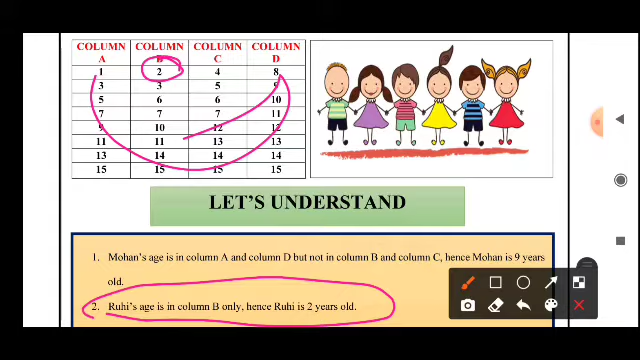 COLUMN COLUMN COLUMN COLUMN
A B C D
1 2 4 8
3 3 5 9
5 6 6 10
7 7 7 11
9 10 12 12
11 11 13 13
13 14 14 14
15 15 15 15
LET'S UNDERSTAND
1. Mohan's age is in column A and column D but not in column B and column C, hence Mohan is 9 years
old.
2. Ruhi's age is in column B only, hence Ruhi is 2 years old.